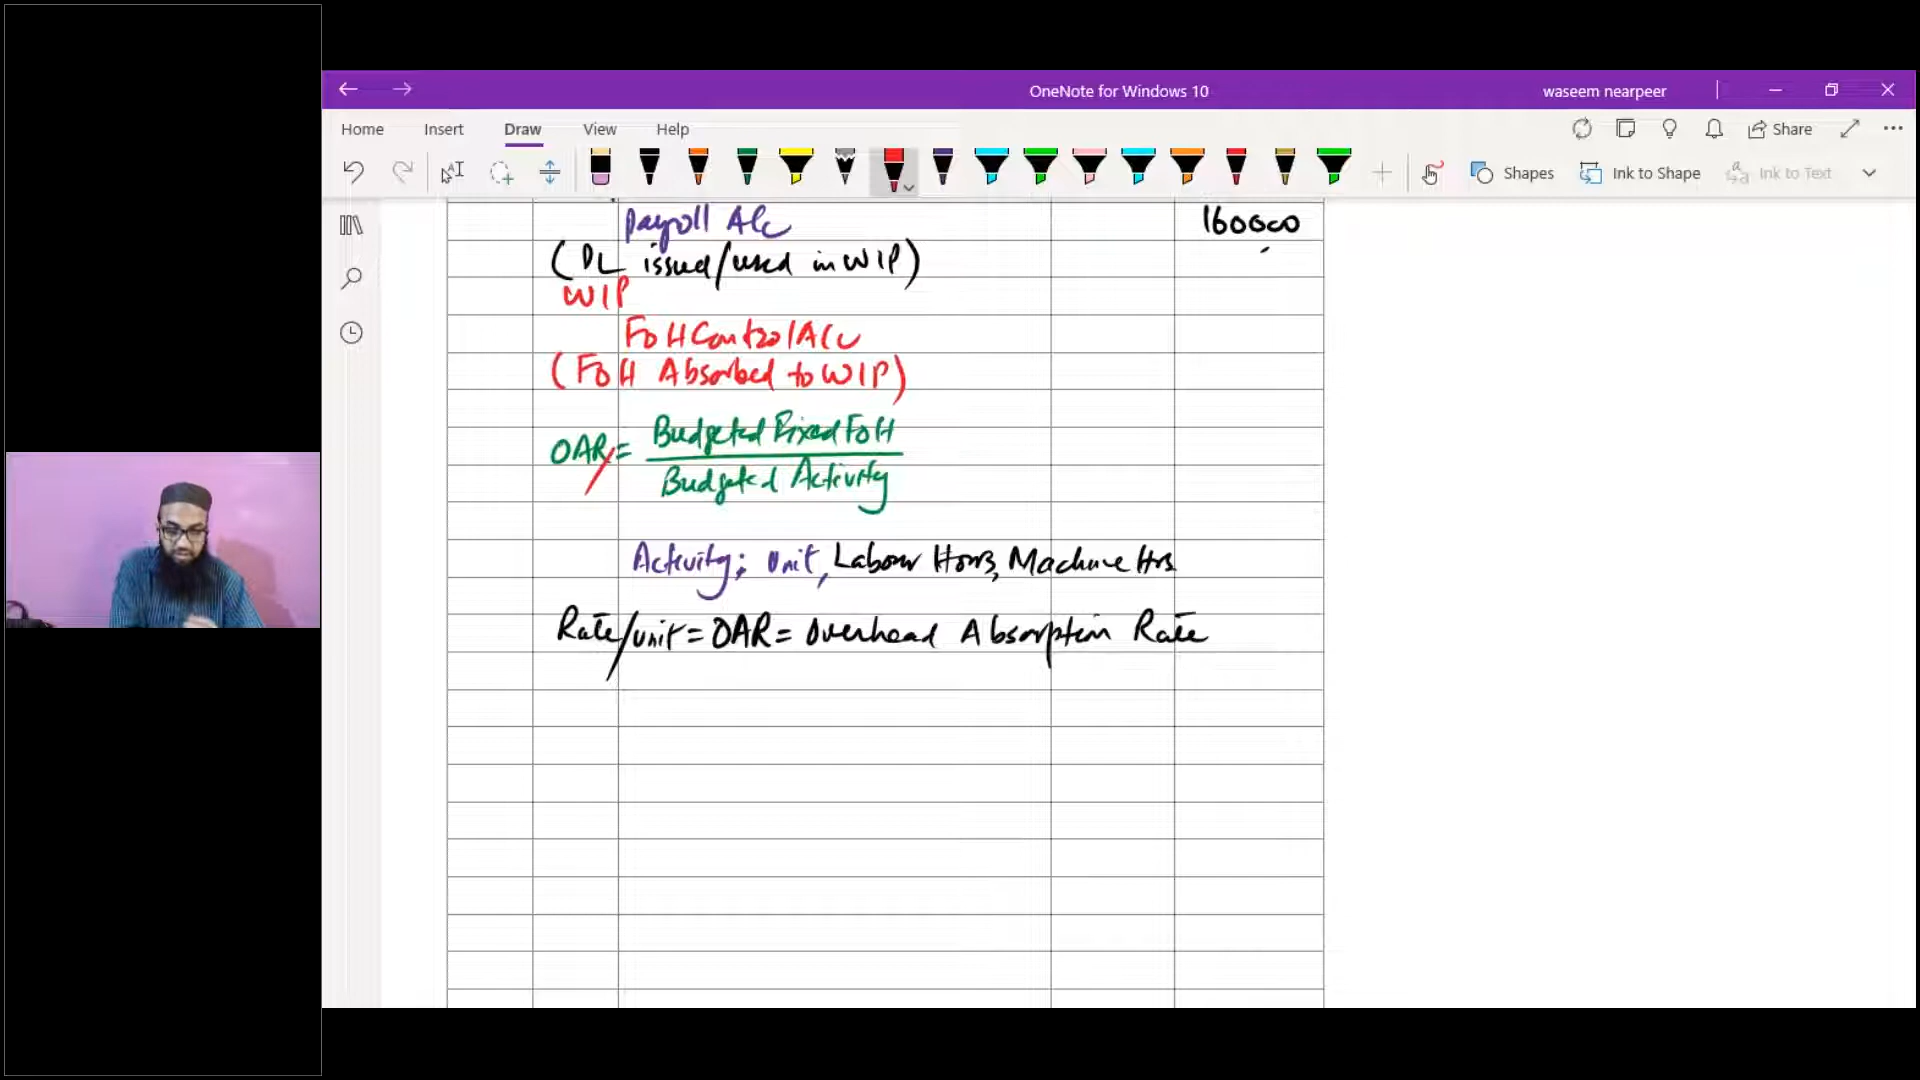 OneNote for Windows 10
waseem nearpeer
Home Insert Draw View Help
Share
Shapes
Ink to Shape
Ink to Text
Payroll A/c 160000
(DL issued/used in WIP)
WIP
FOH Control A/c
(FOH Absorbed to WIP)
OAR = Budgeted Fixed FOH
Budgeted Activity
Activity; Unit, Labour Hours, Machine Hrs
Rate/unit = OAR = Overhead Absorption Rate